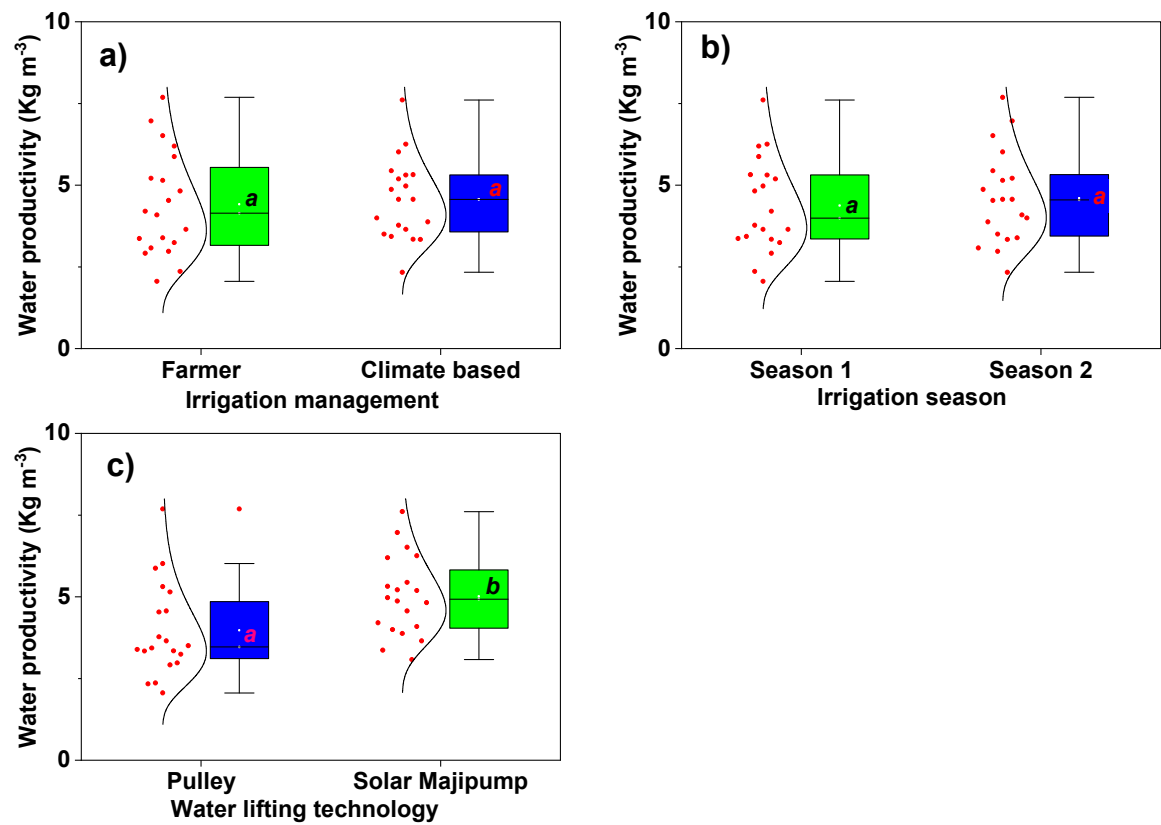 a)
Water productivity (Kg m-3)
10
5
0
a
a
Farmer
Climate based
Irrigation management
b)
Water productivity (Kg m-3)
10
5
0
a
a
Season 1
Season 2
Irrigation season
c)
Water productivity (Kg m-3)
10
5
0
a
b
Pulley
Solar Majipump
Water lifting technology